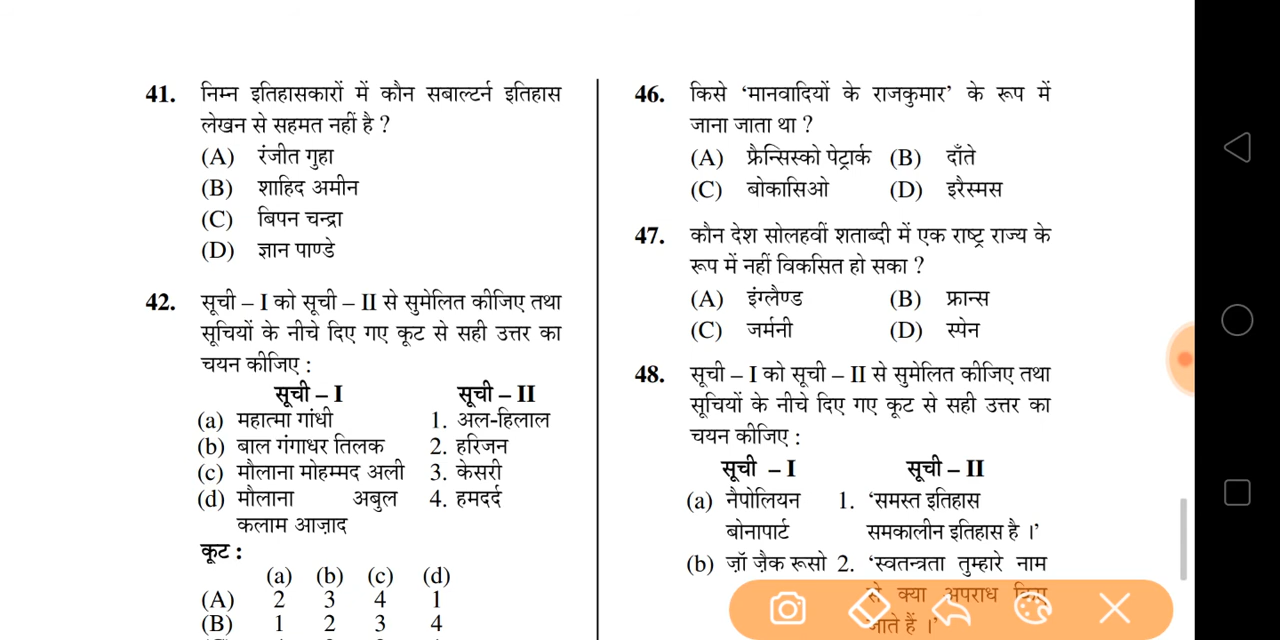 41. निम्न इतिहासकारों में कौन सबाल्टर्न इतिहास
लेखन से सहमत नहीं है ?
(A) रंजीत गुहा
(B) शाहिद अमीन
(C) बिपन चन्द्रा
(D) ज्ञान पाण्डे
42. सूची – I को सूची – II से सुमेलित कीजिए तथा
सूचियों के नीचे दिए गए कूट से सही उत्तर का
चयन कीजिए :
सूची – I सूची – II
(a) महात्मा गांधी 1. अल-हिलाल
(b) बाल गंगाधर तिलक 2. हरिजन
(c) मौलाना मोहम्मद अली 3. केसरी
(d) मौलाना अबुल 4. हमदर्द
कलाम आज़ाद
कूट :
(a) (b) (c) (d)
(A) 2 3 4 1
(B) 1 2 3 4
46. किसे ‘मानवादियों के राजकुमार’ के रूप में
जाना जाता था ?
(A) फ्रैन्सिस्को पेट्रार्क (B) दाँते
(C) बोकासिओ (D) इरैस्मस
47. कौन देश सोलहवीं शताब्दी में एक राष्ट्र राज्य के
रूप में नहीं विकसित हो सका ?
(A) इंग्लैण्ड (B) फ्रान्स
(C) जर्मनी (D) स्पेन
48. सूची – I को सूची – II से सुमेलित कीजिए तथा
सूचियों के नीचे दिए गए कूट से सही उत्तर का
चयन कीजिए :
सूची – I सूची – II
(a) नैपोलियन 1. ‘समस्त इतिहास
बोनापार्ट समकालीन इतिहास है ।’
(b) ज़ॉ ज़ैक रूसो 2. ‘स्वतन्त्रता तुम्हारे नाम
से क्या अपराध किए
जाते हैं ।’